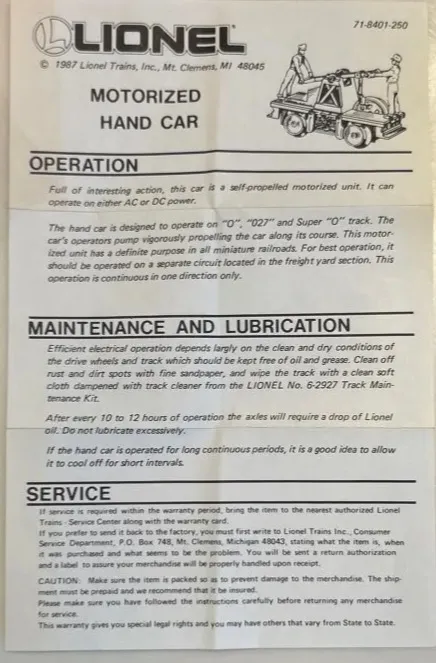 71-8401-250
LIONEL
© 1987 Lionel Trains, Inc., Mt. Clemens, MI 48045
MOTORIZED
HAND CAR
OPERATION
Full of interesting action, this car is a self-propelled motorized unit. It can
operate on either AC or DC power.
The hand car is designed to operate on "O", "027" and Super "O" track. The
car's operators pump vigorously propelling the car along its course. This motor-
ized unit has a definite purpose in all miniature railroads. For best operation, it
should be operated on a separate circuit located in the freight yard section. This
operation is continuous in one direction only.
MAINTENANCE AND LUBRICATION
Efficient electrical operation depends largly on the clean and dry conditions of
the drive wheels and track which should be kept free of oil and grease. Clean off
rust and dirt spots with fine sandpaper, and wipe the track with a clean soft
cloth dampened with track cleaner from the LIONEL No. 6-2927 Track Main-
tenance Kit.
After every 10 to 12 hours of operation the axles will require a drop of Lionel
oil. Do not lubricate excessively.
If the hand car is operated for long continuous periods, it is a good idea to allow
it to cool off for short intervals.
SERVICE
If service is required within the warranty period, bring the item to the nearest authorized Lionel
Trains - Service Center along with the warranty card.
If you prefer to send it back to the factory, you must first write to Lionel Trains Inc., Consumer
Service Department, P.O. Box 748, Mt. Clemens, Michigan 48043, stating what the item is, when
it was purchased and what seems to be the problem. You will be sent a return authorization
and a label to assure your merchandise will be properly handled upon receipt.
CAUTION: Make sure the item is packed so as to prevent damage to the merchandise. The ship-
ment must be prepaid and we recommend that it be insured.
Please make sure you have followed the instructions carefully before returning any merchandise
for service.
This warranty gives you special legal rights and you may have others that vary from State to State.